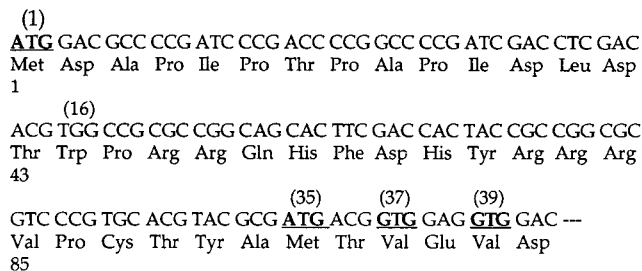 (1)
ATG GAC GCC CCG ATC CCG ACC CCG GCC CCG ATC GAC CTC GAC
Met Asp Ala Pro Ile Pro Thr Pro Ala Pro Ile Asp Leu Asp
1
(16)
ACG TGG CCG CGC CGG CAG CAC TTC GAC CAC TAC CGC CGG CGC
Thr Trp Pro Arg Arg Gln His Phe Asp His Tyr Arg Arg Arg
43
(35) (37) (39)
GTC CCG TGC ACG TAC GCG ATG ACG GTG GAG GTG GAC ---
Val Pro Cys Thr Tyr Ala Met Thr Val Glu Val Asp
85